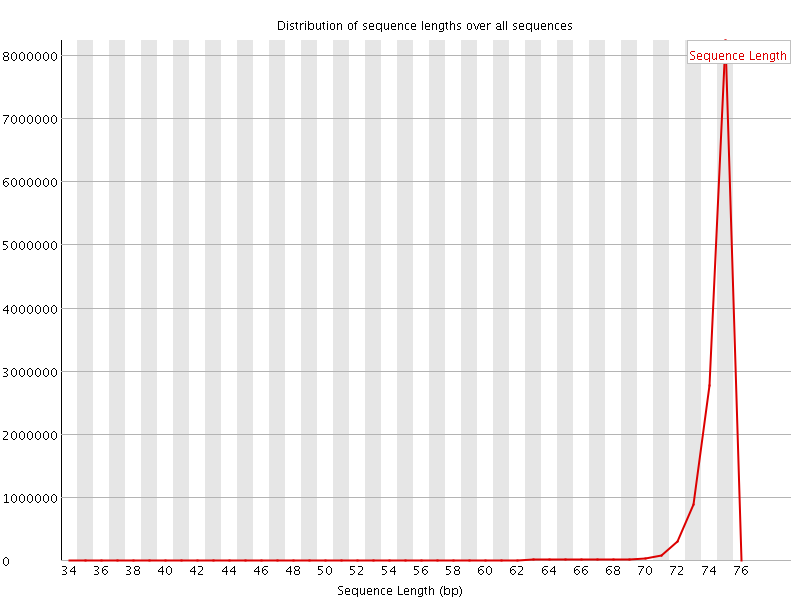 Distribution of sequence lengths over all sequences
Sequence Length
8000000
7000000
6000000
5000000
4000000
3000000
2000000
1000000
0
34 36 38 40 42 44 46 48 50 52 54 56 58 60 62 64 66 68 70 72 74 76
Sequence Length (bp)